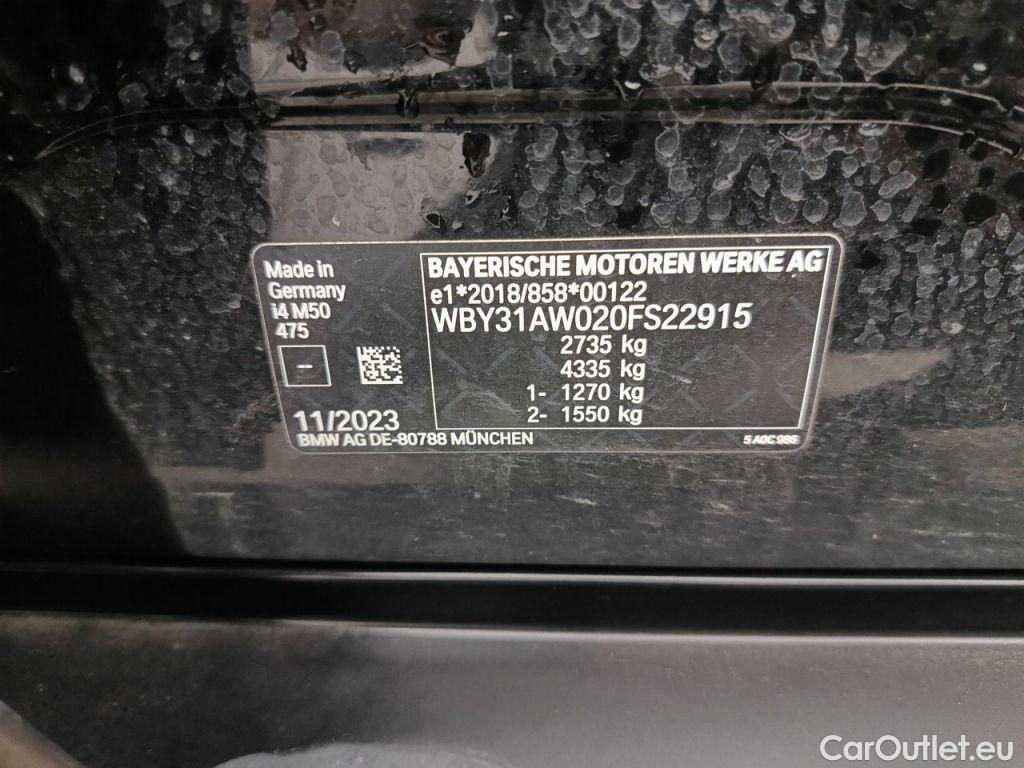 Made in
Germany
i4 M50
475
–
11/2023
BMW AG DE-80788 MÜNCHEN
BAYERISCHE MOTOREN WERKE AG
e1*2018/858*00122
WBY31AW020FS22915
2735 kg
4335 kg
1- 1270 kg
2- 1550 kg
5 A0C 986
CarOutlet.eu